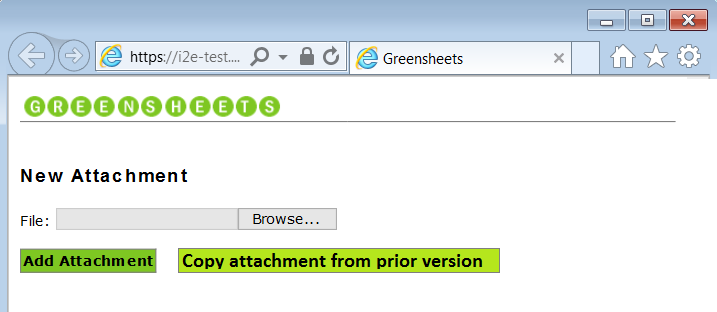 https://i2e-test....
Greensheets
GREENSHEETS
New Attachment
File: Browse...
Add Attachment Copy attachment from prior version